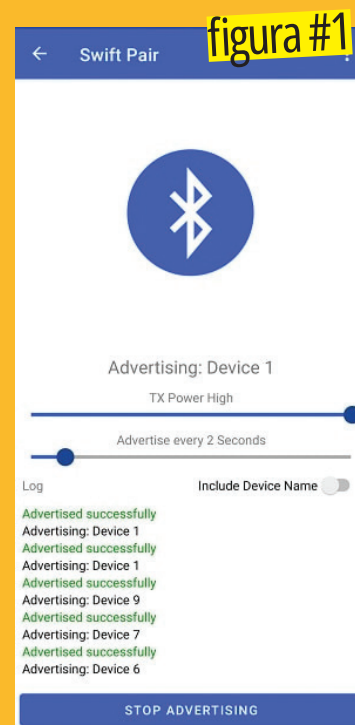 figura #1
Swift Pair
Advertising: Device 1
TX Power High
Advertise every 2 Seconds
Log
Include Device Name
Advertised successfully
Advertising: Device 1
Advertised successfully
Advertising: Device 1
Advertised successfully
Advertising: Device 9
Advertised successfully
Advertising: Device 7
Advertised successfully
Advertising: Device 6
STOP ADVERTISING